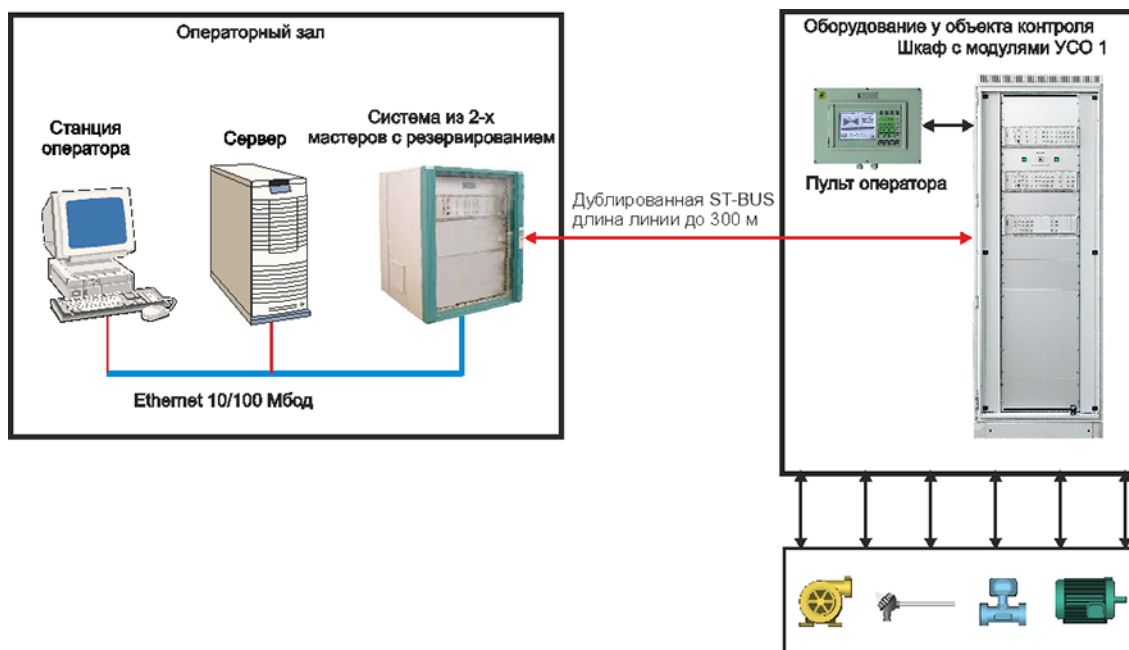 Операторный зал
Станция
оператора
Сервер
Система из 2-х
мастеров с резервированием
Ethernet 10/100 Мбод
Дублированная ST-BUS
длина линии до 300 м
Оборудование у объекта контроля
Шкаф с модулями УСО 1
Пульт оператора